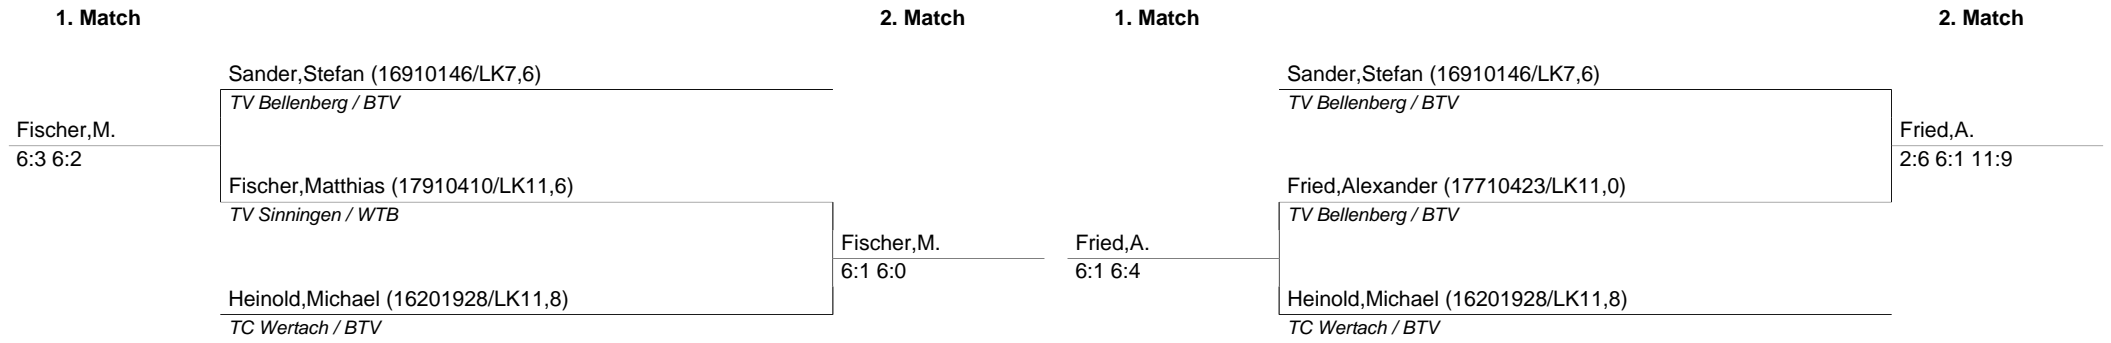 1. Match
2. Match
1. Match
2. Match
Sander,Stefan (16910146/LK7,6)
TV Bellenberg / BTV
Fischer,M.
6:3 6:2
Fischer,Matthias (17910410/LK11,6)
TV Sinningen / WTB
Fischer,M.
6:1 6:0
Heinold,Michael (16201928/LK11,8)
TC Wertach / BTV
Sander,Stefan (16910146/LK7,6)
TV Bellenberg / BTV
Fried,A.
2:6 6:1 11:9
Fried,Alexander (17710423/LK11,0)
TV Bellenberg / BTV
Fried,A.
6:1 6:4
Heinold,Michael (16201928/LK11,8)
TC Wertach / BTV